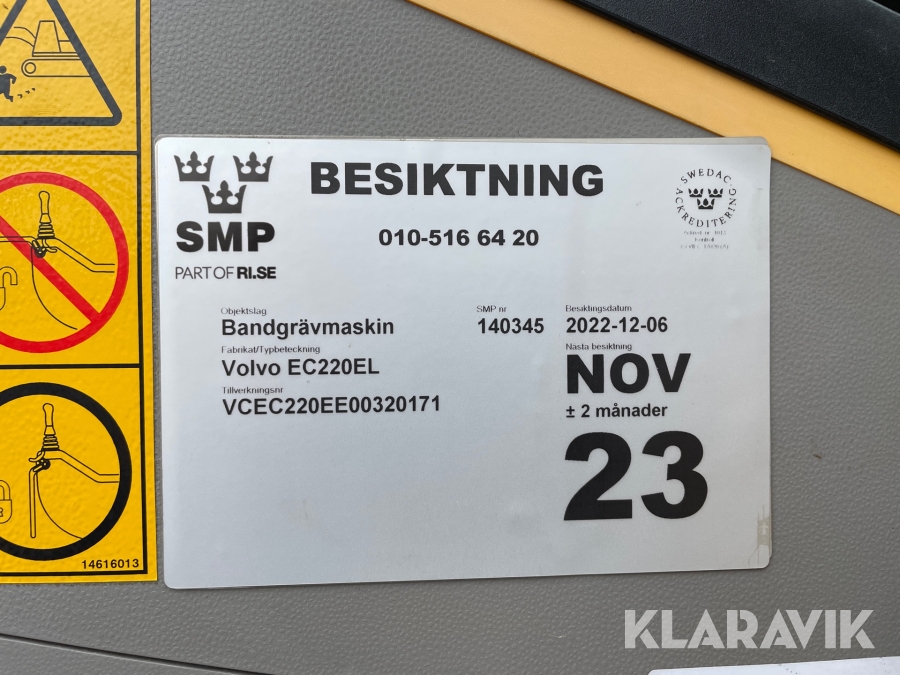 BESIKTNING
010-516 64 20
SMP
PART OF RI.SE
SWEDAC
ACKREDITERING
Objektslag
Bandgrävmaskin
SMP nr
140345
Besiktingsdatum
2022-12-06
Fabrikat/Typbeteckning
Volvo EC220EL
Nästa besiktning
NOV
± 2 månader
23
Tillverkningsnr
VCEC220EE00320171
14616013
KLARAVIK